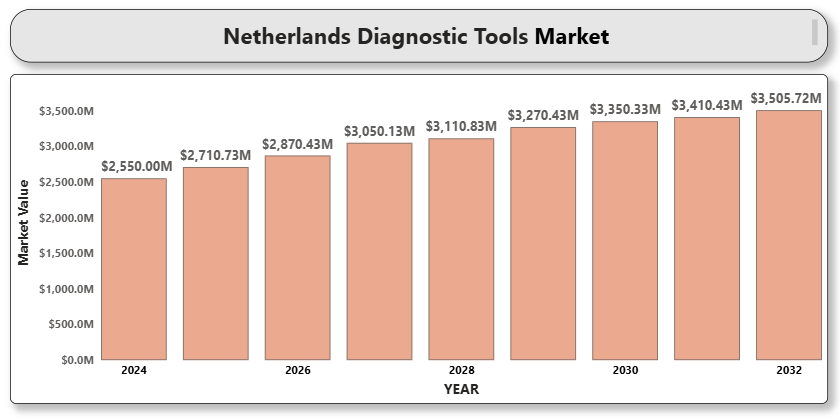 Netherlands Diagnostic Tools Market
$3,500.0M
$3,000.0M
$2,500.0M
$2,000.0M
$1,500.0M
$1,000.0M
$500.0M
$0.0M
Market Value
$2,550.00M
$2,710.73M
$2,870.43M
$3,050.13M
$3,110.83M
$3,270.43M
$3,350.33M
$3,410.43M
$3,505.72M
2024
2026
2028
2030
2032
YEAR